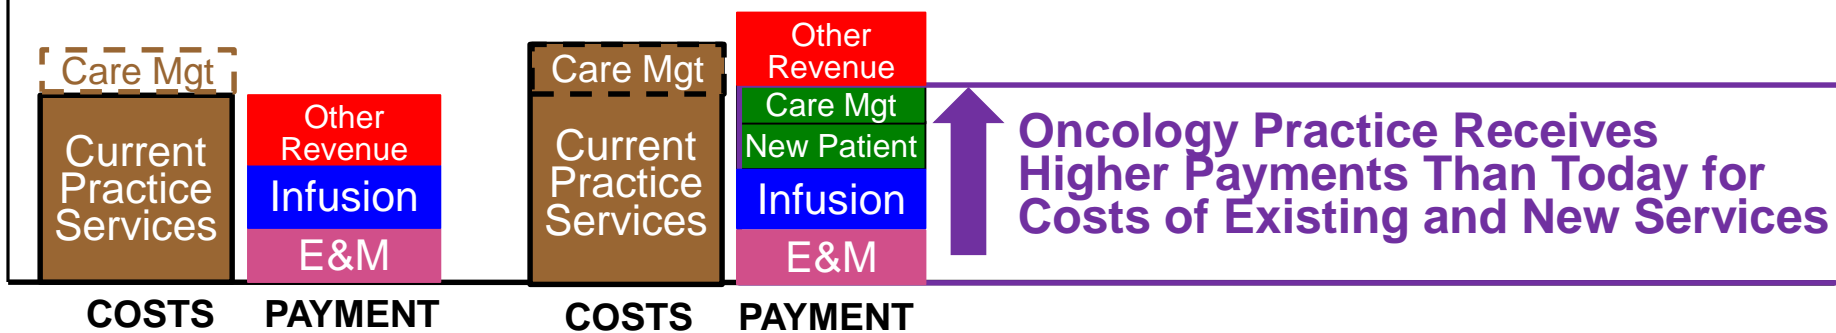 Care Mgt
Current
Practice
Services
COSTS
Other
Revenue
Infusion
E&M
PAYMENT
Care Mgt
Current
Practice
Services
COSTS
Other
Revenue
Care Mgt
New Patient
Infusion
E&M
PAYMENT
Oncology Practice Receives
Higher Payments Than Today for
Costs of Existing and New Services